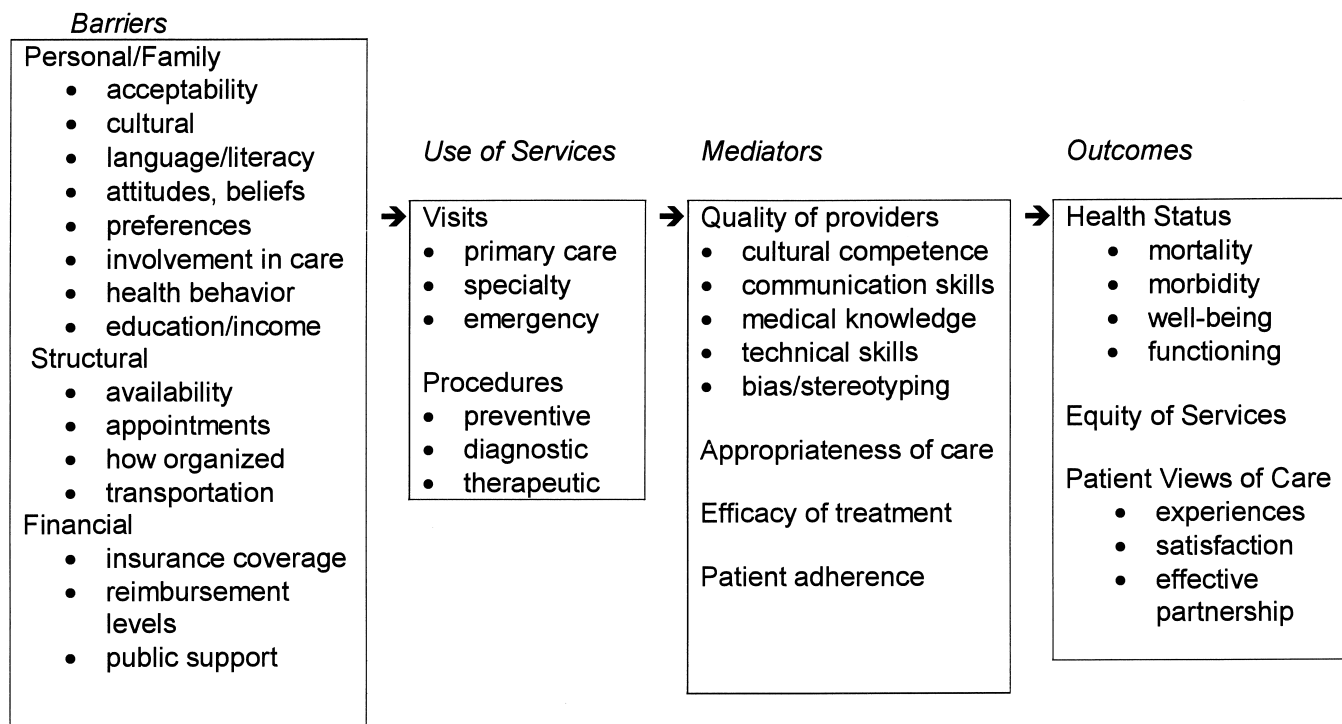 Barriers
Personal/Family
• acceptability
• cultural
• language/literacy
• attitudes, beliefs
• preferences
• involvement in care
• health behavior
• education/income
Structural
• availability
• appointments
• how organized
• transportation
Financial
• insurance coverage
• reimbursement
levels
• public support
Use of Services
Visits
• primary care
• specialty
• emergency
Procedures
• preventive
• diagnostic
• therapeutic
Mediators
Quality of providers
• cultural competence
• communication skills
• medical knowledge
• technical skills
• bias/stereotyping
Appropriateness of care
Efficacy of treatment
Patient adherence
Outcomes
Health Status
• mortality
• morbidity
• well-being
• functioning
Equity of Services
Patient Views of Care
• experiences
• satisfaction
• effective
partnership